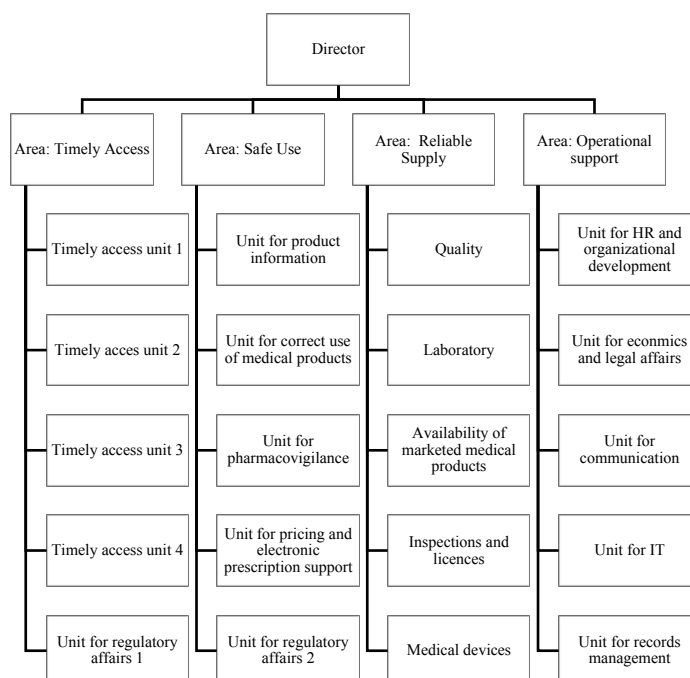 Director
Area: Timely Access
Area: Safe Use
Area:  Reliable
Supply
Area: Operational
support
Timely access unit 1
Unit for product
information
Quality
Unit for HR and
organizational
development
Timely acces unit 2
Unit for correct use
of medical products
Laboratory
Unit for econmics
and legal affairs
Timely access unit 3
Unit for
pharmacovigilance
Availability of
marketed medical
products
Unit for
communication
Timely access unit 4
Unit for pricing and
electronic
prescription support
Inspections and
licences
Unit for IT
Unit for regulatory
affairs 1
Unit for regulatory
affairs 2
Medical devices
Unit for records
management